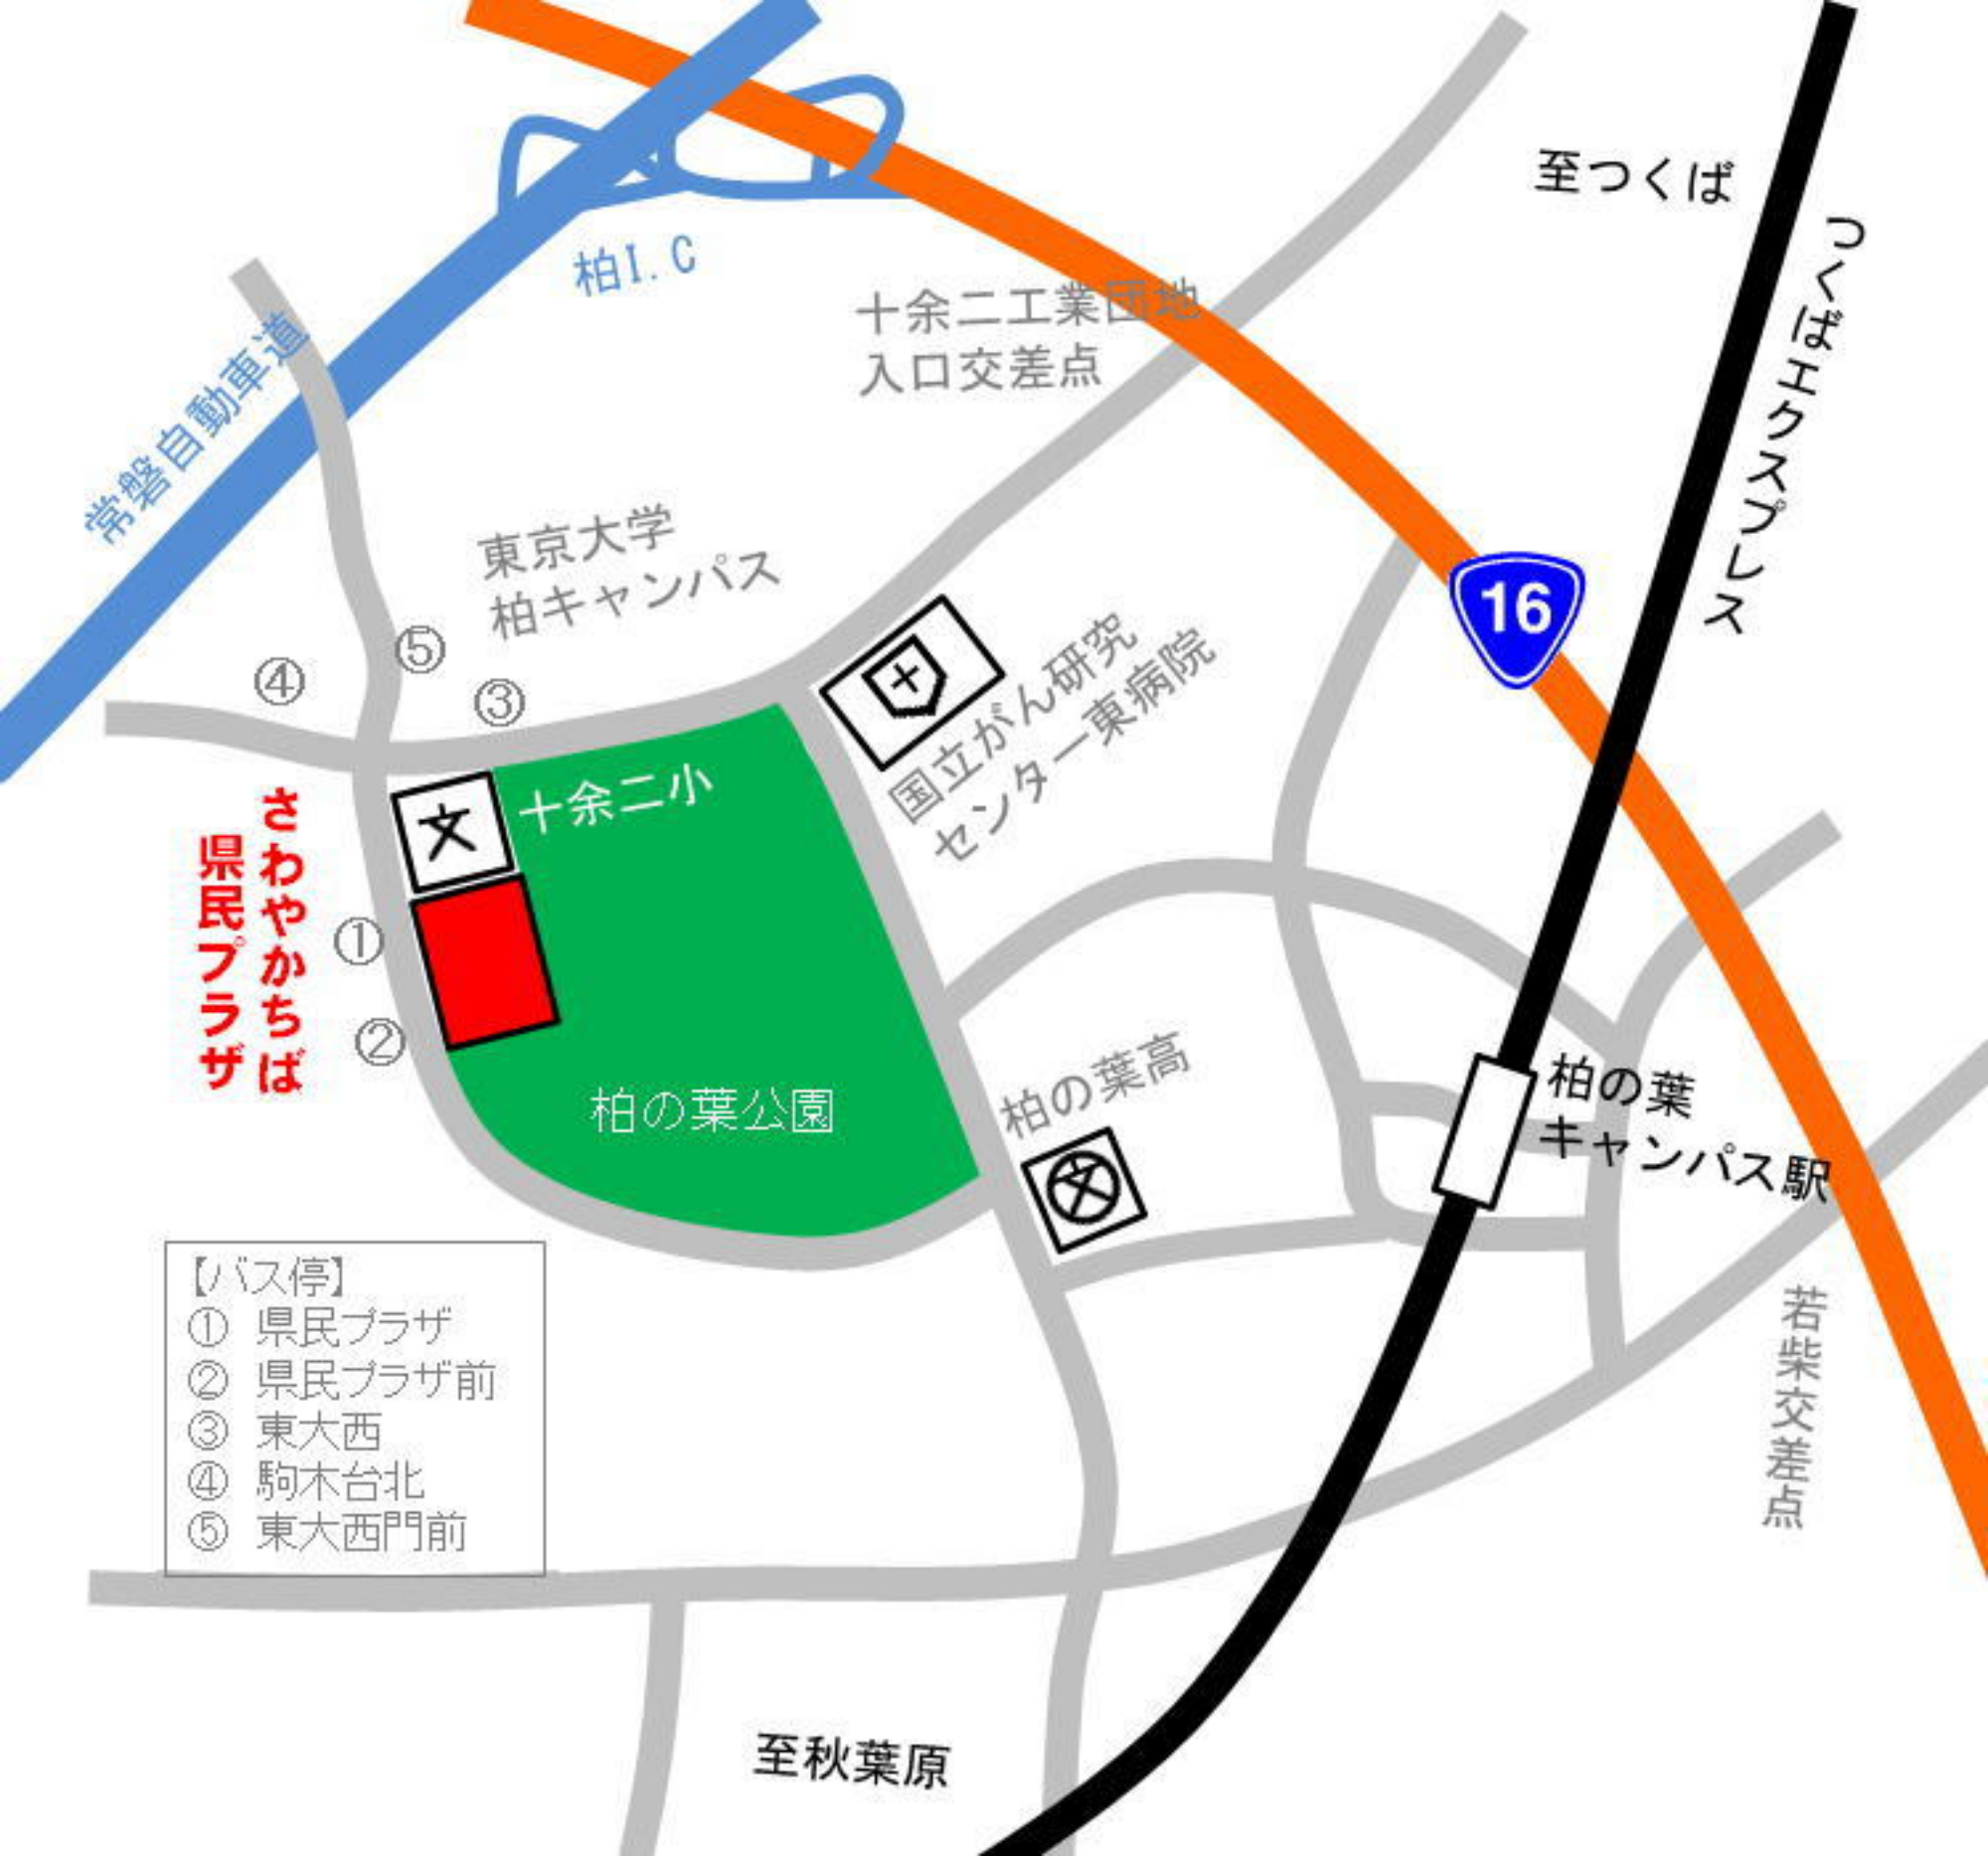 至つくば
つくばエクスプレス
柏I.C
十余二工業団地
入口交差点
常磐自動車道
東京大学
柏キャンパス
16
⑤
④
③
国立がん研究
センター東病院
十余二小
文
さわやかちば
県民プラザ
①
②
柏の葉公園
柏の葉高
文
柏の葉
キャンパス駅
若柴交差点
【バス停】
① 県民プラザ
② 県民プラザ前
③ 東大西
④ 駒木台北
⑤ 東大西門前
至秋葉原